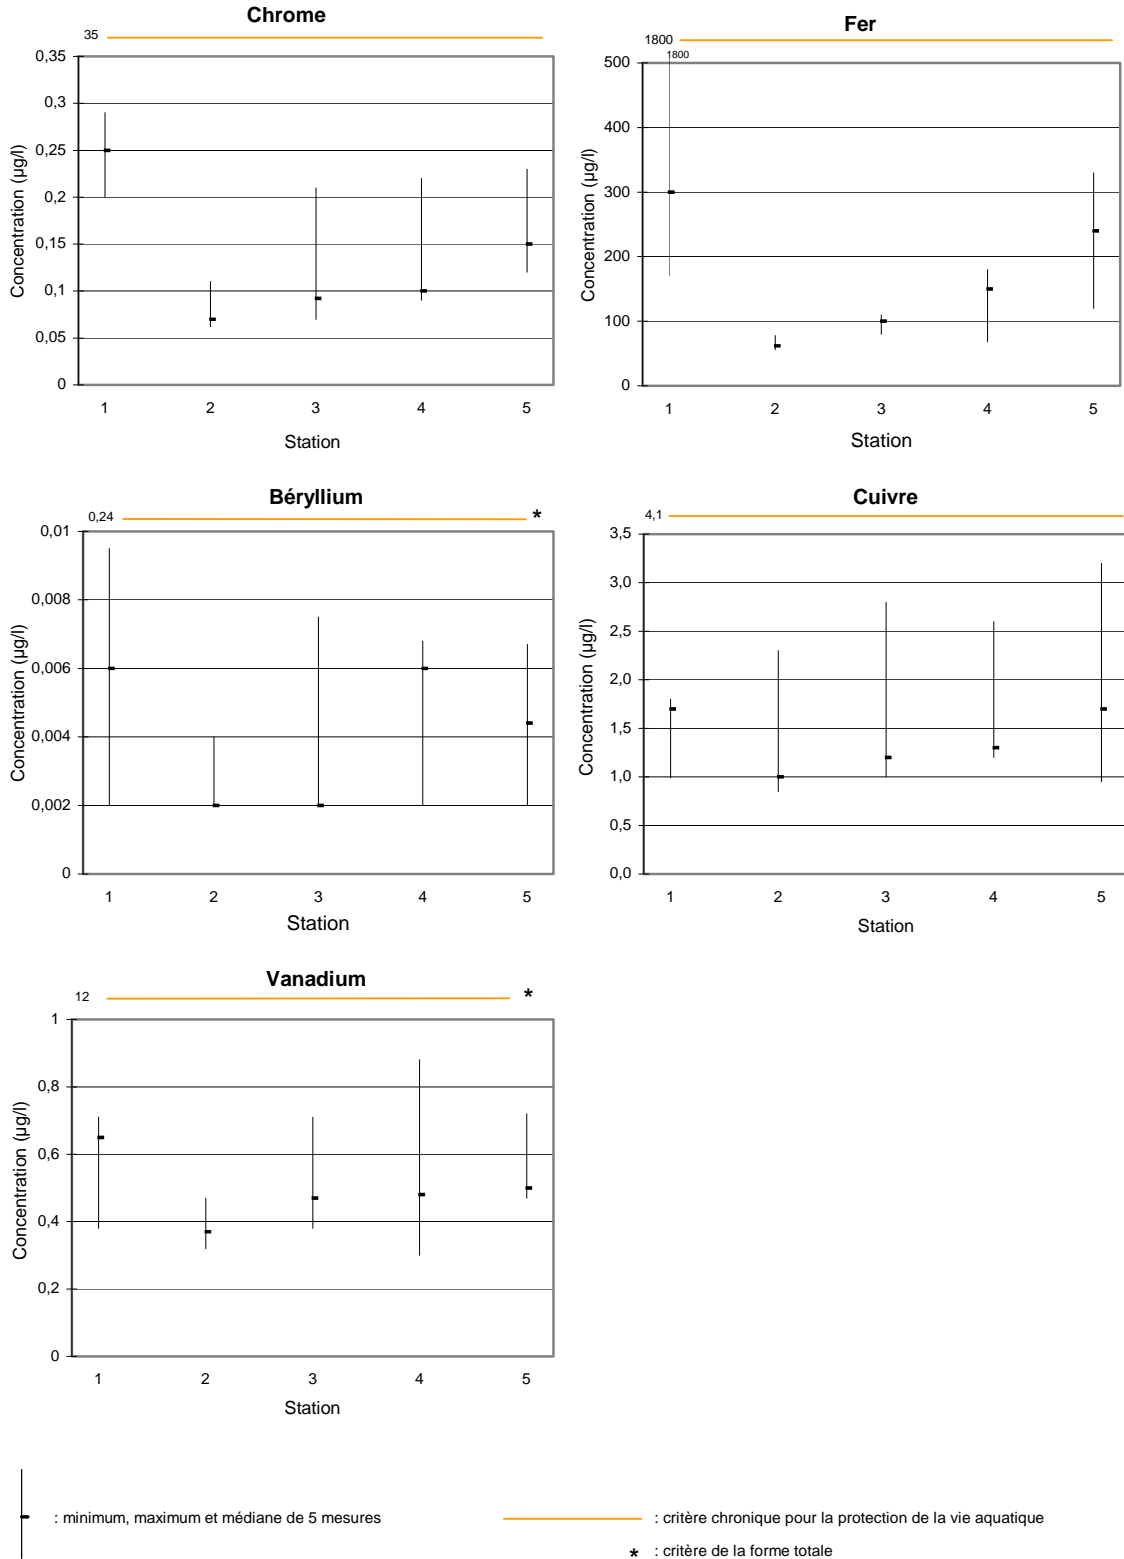 Chrome
35
0,35
0,3
0,25
0,2
0,15
0,1
0,05
0
Concentration (µg/l)
1 2 3 4 5
Station
Fer
1800
1800
500
400
300
200
100
0
Concentration (µg/l)
1 2 3 4 5
Station
Béryllium
0,24 *
0,01
0,008
0,006
0,004
0,002
0
Concentration (µg/l)
1 2 3 4 5
Station
Cuivre
4,1
3,5
3,0
2,5
2,0
1,5
1,0
0,5
0,0
Concentration (µg/l)
1 2 3 4 5
Station
Vanadium
12 *
1
0,8
0,6
0,4
0,2
0
Concentration (µg/l)
1 2 3 4 5
Station
: minimum, maximum et médiane de 5 mesures
: critère chronique pour la protection de la vie aquatique
* : critère de la forme totale